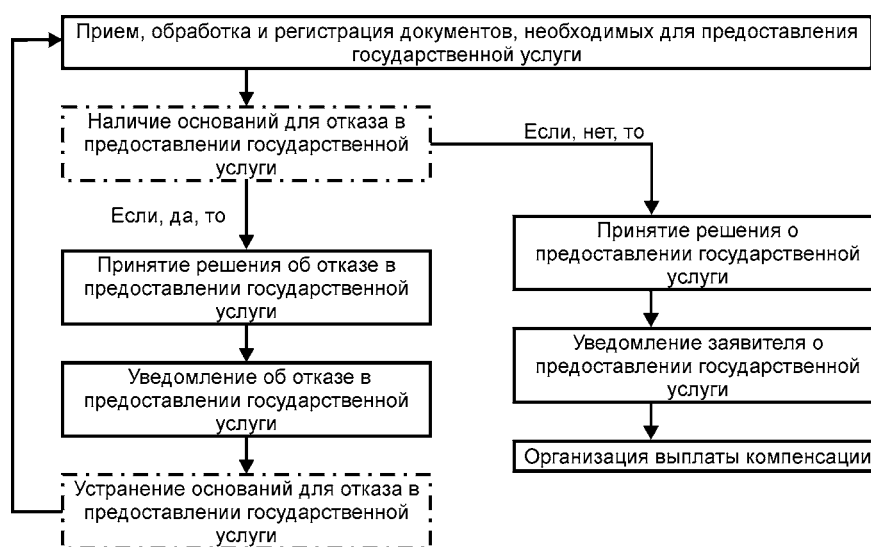 Прием, обработка и регистрация документов, необходимых для предоставления
государственной услуги
Наличие оснований для отказа в
предоставлении государственной
услуги
Если, нет, то
Если, да, то
Принятие решения об отказе в
предоставлении государственной
услуги
Уведомление об отказе в
предоставлении государственной
услуги
Устранение оснований для отказа в
предоставлении государственной
услуги
Принятие решения о
предоставлении государственной
услуги
Уведомление заявителя о
предоставлении государственной
услуги
Организация выплаты компенсации